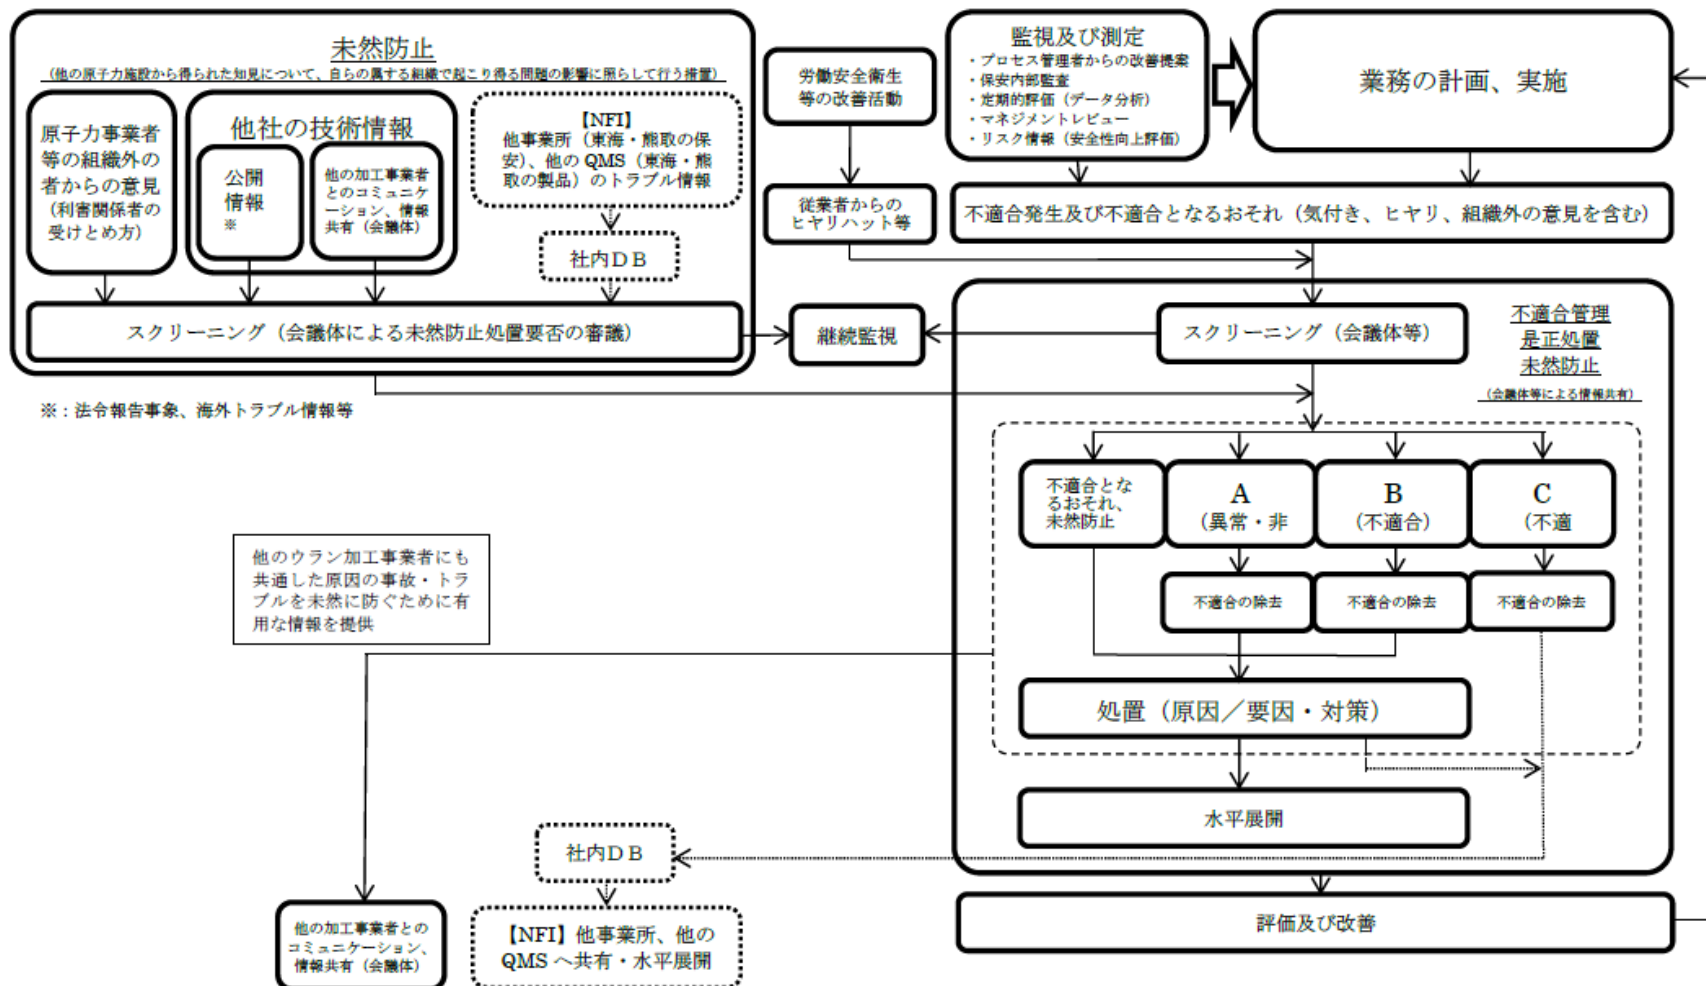 未然防止
(他の原子力施設から得られた知見について、自らの属する組織で起こり得る問題の影響に照らして行う措置)
原子力事業者
等の組織外の
者からの意見
(利害関係者の
受けとめ方)
他社の技術情報
公開
情報
※
他の加工事業者
とのコミュニケ
ーション、情報
共有(会議体)
【NFI】
他事業所(東海・熊取の保
安)、他の QMS(東海・熊
取の製品)のトラブル情報
社内DB
スクリーニング(会議体による未然防止処置要否の審議)
※:法令報告事象、海外トラブル情報等
労働安全衛生
等の改善活動
従業者からの
ヒヤリハット等
継続監視
監視及び測定
・プロセス管理者からの改善提案
・保安内部監査
・定期的評価(データ分析)
・マネジメントレビュー
・リスク情報(安全性向上評価)
業務の計画、実施
不適合発生及び不適合となるおそれ(気付き、ヒヤリ、組織外の意見を含む)
スクリーニング(会議体等)
不適合管理
是正処置
未然防止
(会議体等による情報共有)
不適合とな
るおそれ、
未然防止
A
(異常・非
B
(不適合)
C
(不適
不適合の除去
不適合の除去
不適合の除去
処置(原因/要因・対策)
水平展開
他のウラン加工事業者にも
共通した原因の事故・トラ
ブルを未然に防ぐために有
用な情報を提供
社内DB
他の加工事業者との
コミュニケーション、
情報共有(会議体)
【NFI】他事業所、他の
QMS へ共有・水平展開
評価及び改善